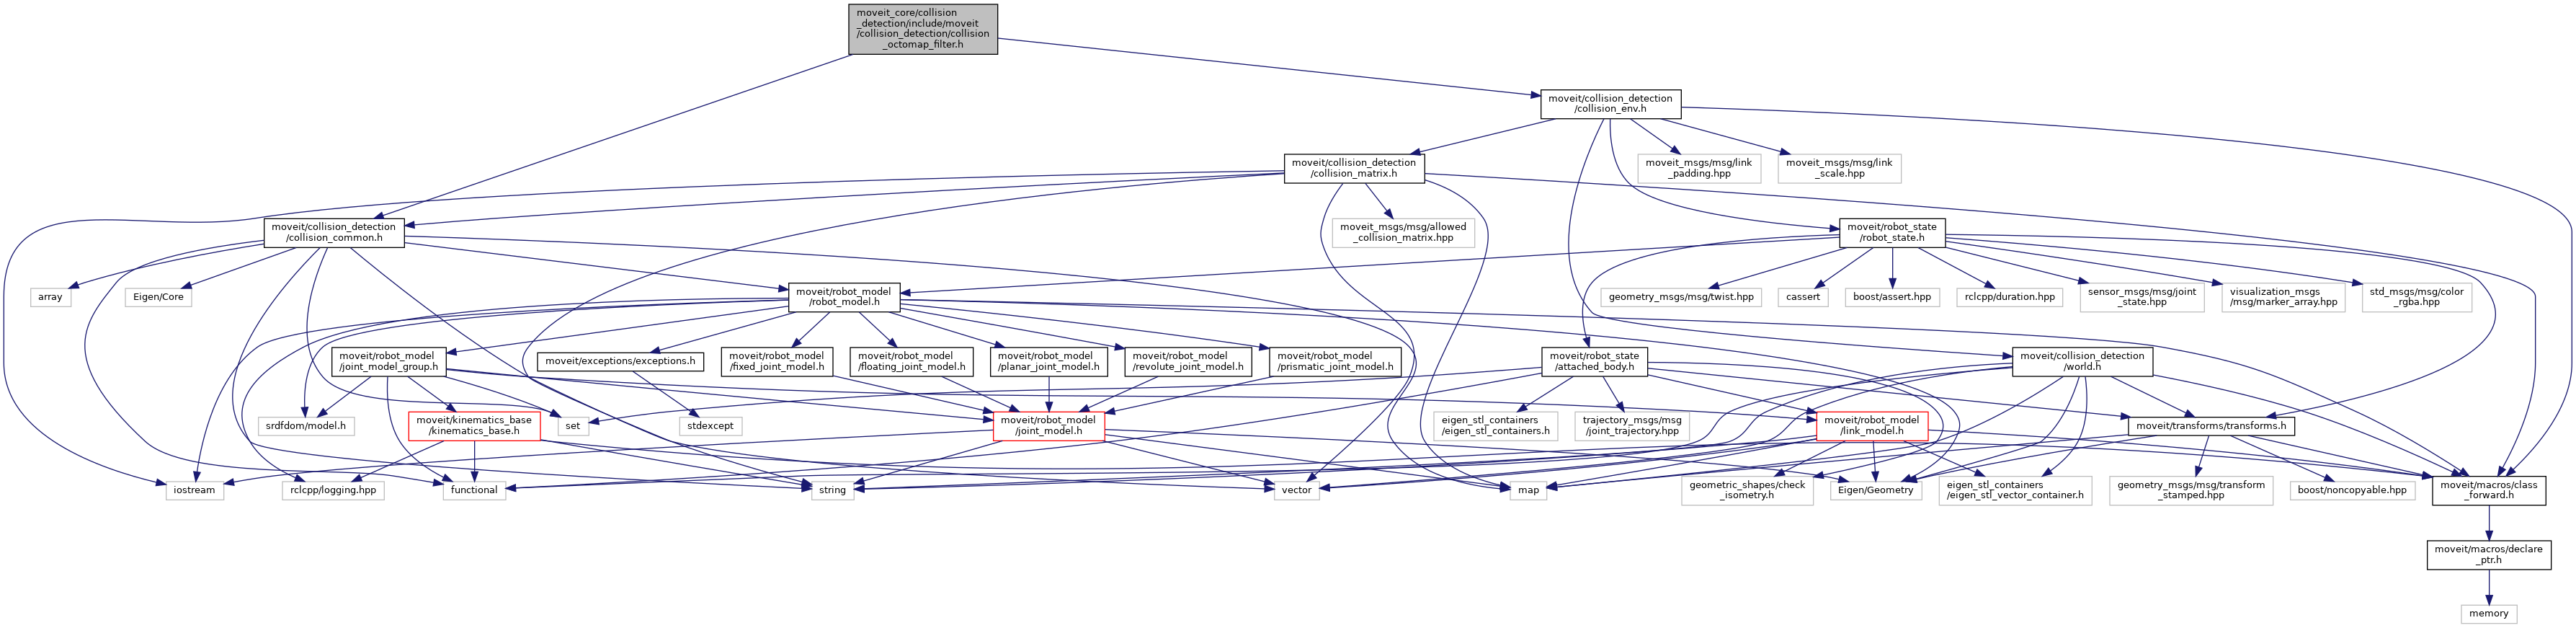 moveit_core/collision
_detection/include/moveit
/collision_detection/collision
_octomap_filter.h
moveit/collision_detection
/collision_env.h
moveit/collision_detection
/collision_matrix.h
moveit_msgs/msg/link
_padding.hpp
moveit_msgs/msg/link
_scale.hpp
moveit/collision_detection
/collision_common.h
moveit_msgs/msg/allowed
_collision_matrix.hpp
moveit/robot_state
/robot_state.h
array
Eigen/Core
moveit/robot_model
/robot_model.h
geometry_msgs/msg/twist.hpp
cassert
boost/assert.hpp
rclcpp/duration.hpp
sensor_msgs/msg/joint
_state.hpp
visualization_msgs
/msg/marker_array.hpp
std_msgs/msg/color
_rgba.hpp
moveit/robot_model
/joint_model_group.h
moveit/exceptions/exceptions.h
moveit/robot_model
/fixed_joint_model.h
moveit/robot_model
/floating_joint_model.h
moveit/robot_model
/planar_joint_model.h
moveit/robot_model
/revolute_joint_model.h
moveit/robot_model
/prismatic_joint_model.h
moveit/robot_state
/attached_body.h
moveit/collision_detection
/world.h
srdfdom/model.h
moveit/kinematics_base
/kinematics_base.h
set
stdexcept
moveit/robot_model
/joint_model.h
eigen_stl_containers
/eigen_stl_containers.h
trajectory_msgs/msg
/joint_trajectory.hpp
moveit/robot_model
/link_model.h
moveit/transforms/transforms.h
iostream
rclcpp/logging.hpp
functional
string
vector
map
geometric_shapes/check
_isometry.h
Eigen/Geometry
eigen_stl_containers
/eigen_stl_vector_container.h
geometry_msgs/msg/transform
_stamped.hpp
boost/noncopyable.hpp
moveit/macros/class
_forward.h
moveit/macros/declare
_ptr.h
memory